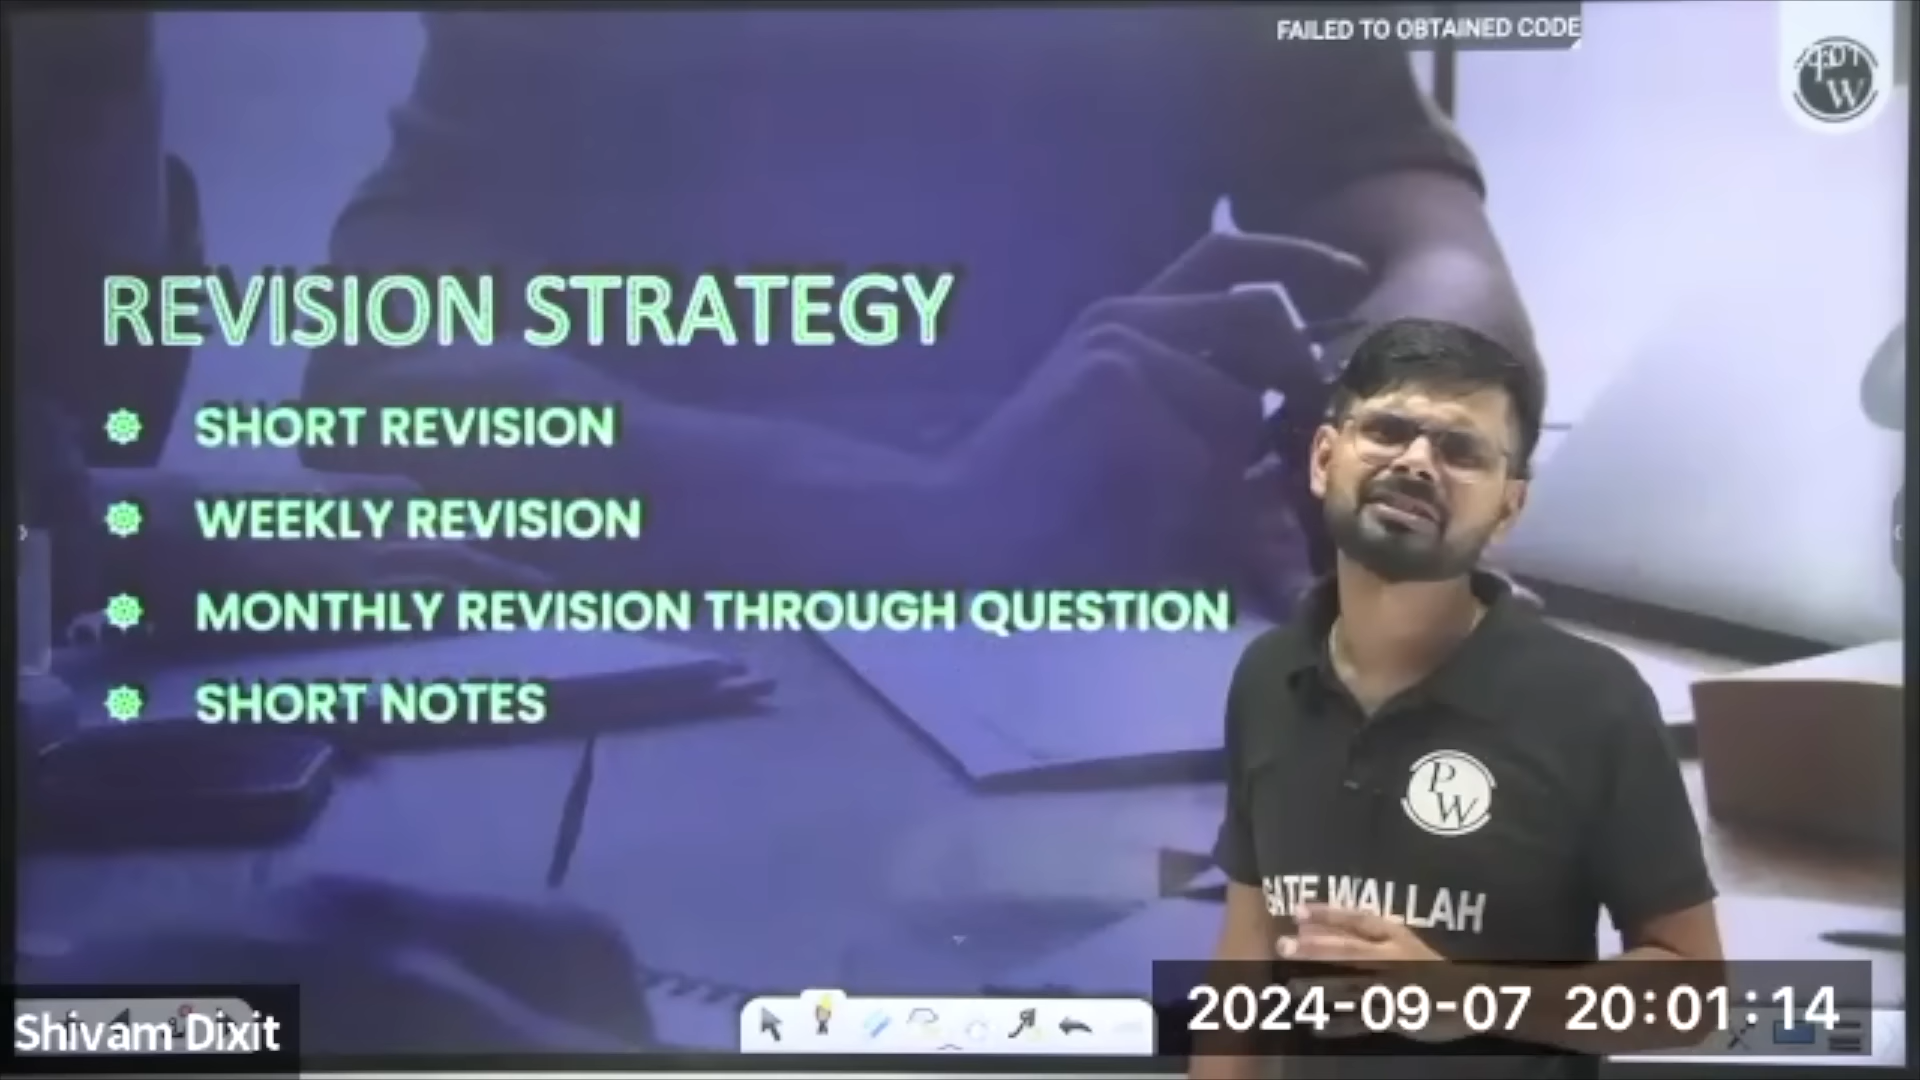 FAILED TO OBTAINED CODE
PW
REVISION STRATEGY
SHORT REVISION
WEEKLY REVISION
MONTHLY REVISION THROUGH QUESTION
SHORT NOTES
PW
GATE WALLAH
2024-09-07 20:01:14
Shivam Dixit